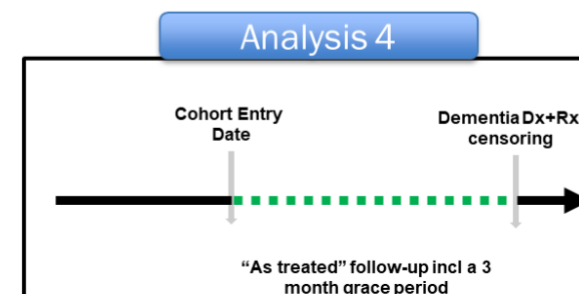 Analysis 4
Cohort Entry
Date
Dementia Dx+Rx
censoring
“As treated” follow-up incl a 3
month grace period